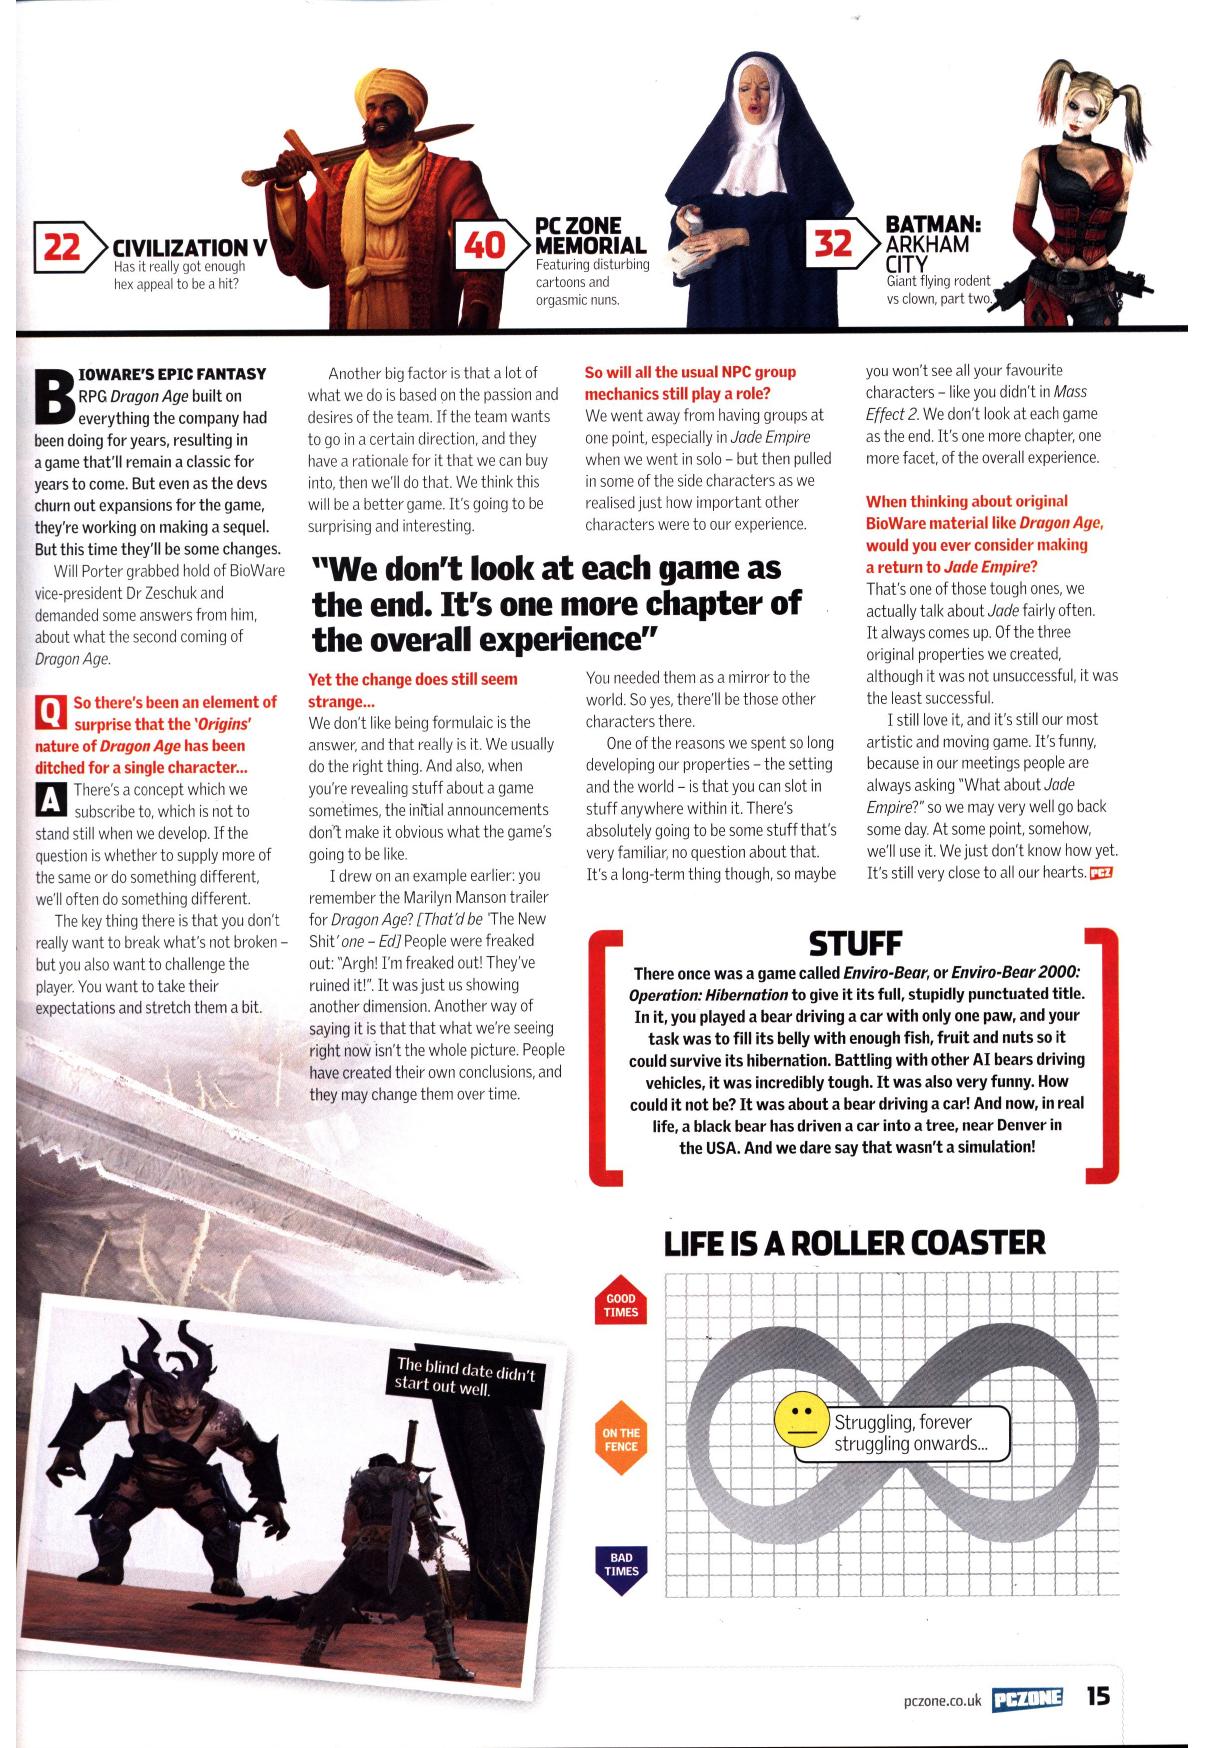 22
CIVILIZATION V
Has it really got enough
hex appeal to be a hit?
40
PC ZONE
MEMORIAL
Featuring disturbing
cartoons and
orgasmic nuns.
32
BATMAN:
ARKHAM
CITY
Giant flying rodent
vs clown, part two.
BIOWARE'S EPIC FANTASY
RPG Dragon Age built on
everything the company had
been doing for years, resulting in
a game that'll remain a classic for
years to come. But even as the devs
churn out expansions for the game,
they're working on making a sequel.
But this time they'll be some changes.
Will Porter grabbed hold of BioWare
vice-president Dr Zeschuk and
demanded some answers from him,
about what the second coming of
Dragon Age.
Q So there's been an element of
surprise that the 'Origins'
nature of Dragon Age has been
ditched for a single character...
A There's a concept which we
subscribe to, which is not to
stand still when we develop. If the
question is whether to supply more of
the same or do something different,
we'll often do something different.
The key thing there is that you don't
really want to break what's not broken –
but you also want to challenge the
player. You want to take their
expectations and stretch them a bit.
Another big factor is that a lot of
what we do is based on the passion and
desires of the team. If the team wants
to go in a certain direction, and they
have a rationale for it that we can buy
into, then we'll do that. We think this
will be a better game. It's going to be
surprising and interesting.
"We don't look at each game as
the end. It's one more chapter of
the overall experience"
Yet the change does still seem
strange...
We don't like being formulaic is the
answer, and that really is it. We usually
do the right thing. And also, when
you're revealing stuff about a game
sometimes, the initial announcements
don't make it obvious what the game's
going to be like.
I drew on an example earlier: you
remember the Marilyn Manson trailer
for Dragon Age? [That'd be 'The New
Shit' one – Ed] People were freaked
out: "Argh! I'm freaked out! They've
ruined it!". It was just us showing
another dimension. Another way of
saying it is that that what we're seeing
right now isn't the whole picture. People
have created their own conclusions, and
they may change them over time.
So will all the usual NPC group
mechanics still play a role?
We went away from having groups at
one point, especially in Jade Empire
when we went in solo – but then pulled
in some of the side characters as we
realised just how important other
characters were to our experience.
You needed them as a mirror to the
world. So yes, there'll be those other
characters there.
One of the reasons we spent so long
developing our properties – the setting
and the world – is that you can slot in
stuff anywhere within it. There's
absolutely going to be some stuff that's
very familiar, no question about that.
It's a long-term thing though, so maybe
you won't see all your favourite
characters – like you didn't in Mass
Effect 2. We don't look at each game
as the end. It's one more chapter, one
more facet, of the overall experience.
When thinking about original
BioWare material like Dragon Age,
would you ever consider making
a return to Jade Empire?
That's one of those tough ones, we
actually talk about Jade fairly often.
It always comes up. Of the three
original properties we created,
although it was not unsuccessful, it was
the least successful.
I still love it, and it's still our most
artistic and moving game. It's funny,
because in our meetings people are
always asking "What about Jade
Empire?" so we may very well go back
some day. At some point, somehow,
we'll use it. We just don't know how yet.
It's still very close to all our hearts. PCZ
STUFF
There once was a game called Enviro-Bear, or Enviro-Bear 2000:
Operation: Hibernation to give it its full, stupidly punctuated title.
In it, you played a bear driving a car with only one paw, and your
task was to fill its belly with enough fish, fruit and nuts so it
could survive its hibernation. Battling with other AI bears driving
vehicles, it was incredibly tough. It was also very funny. How
could it not be? It was about a bear driving a car! And now, in real
life, a black bear has driven a car into a tree, near Denver in
the USA. And we dare say that wasn't a simulation!
LIFE IS A ROLLER COASTER
GOOD
TIMES
ON THE
FENCE
BAD
TIMES
Struggling, forever
struggling onwards...
The blind date didn't
start out well.
pczone.co.uk PCZONE 15